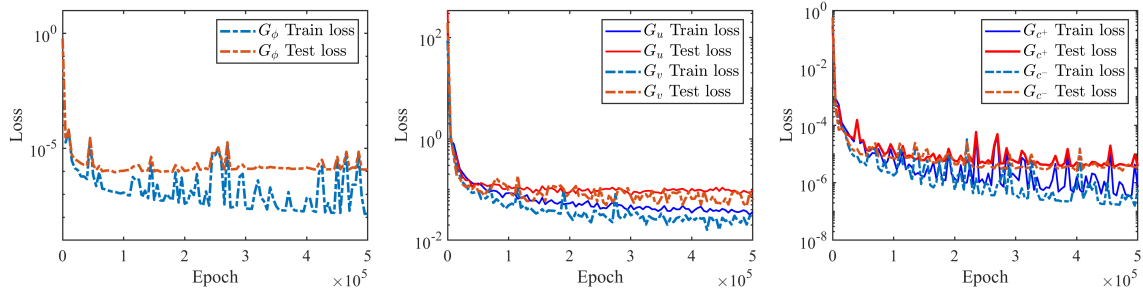 10^0
10^-5
Loss
G_ϕ Train loss
G_ϕ Test loss
0 1 2 3 4 5
Epoch
×10^5
10^2
10^0
10^-2
Loss
G_u Train loss
G_u Test loss
G_v Train loss
G_v Test loss
0 1 2 3 4 5
Epoch
×10^5
10^0
10^-2
10^-4
10^-6
10^-8
Loss
G_c+ Train loss
G_c+ Test loss
G_c- Train loss
G_c- Test loss
0 1 2 3 4 5
Epoch
×10^5